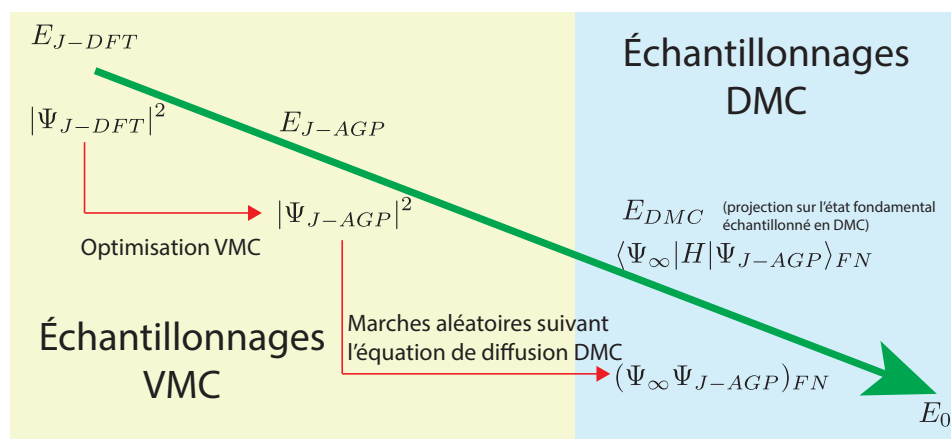 E_{J-DFT}
|Ψ_{J-DFT}|^2
E_{J-AGP}
Échantillonnages
DMC
|Ψ_{J-AGP}|^2
Optimisation VMC
E_{DMC} (projection sur l'état fondamental
échantillonné en DMC)
⟨Ψ_∞|H|Ψ_{J-AGP}⟩_{FN}
Échantillonnages
VMC
Marches aléatoires suivant
l'équation de diffusion DMC
(Ψ_∞Ψ_{J-AGP})_{FN}
E_0